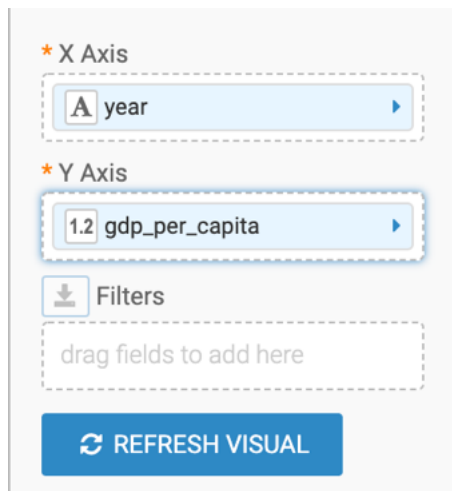 * X Axis
A year
* Y Axis
1.2 gdp_per_capita
Filters
drag fields to add here
REFRESH VISUAL